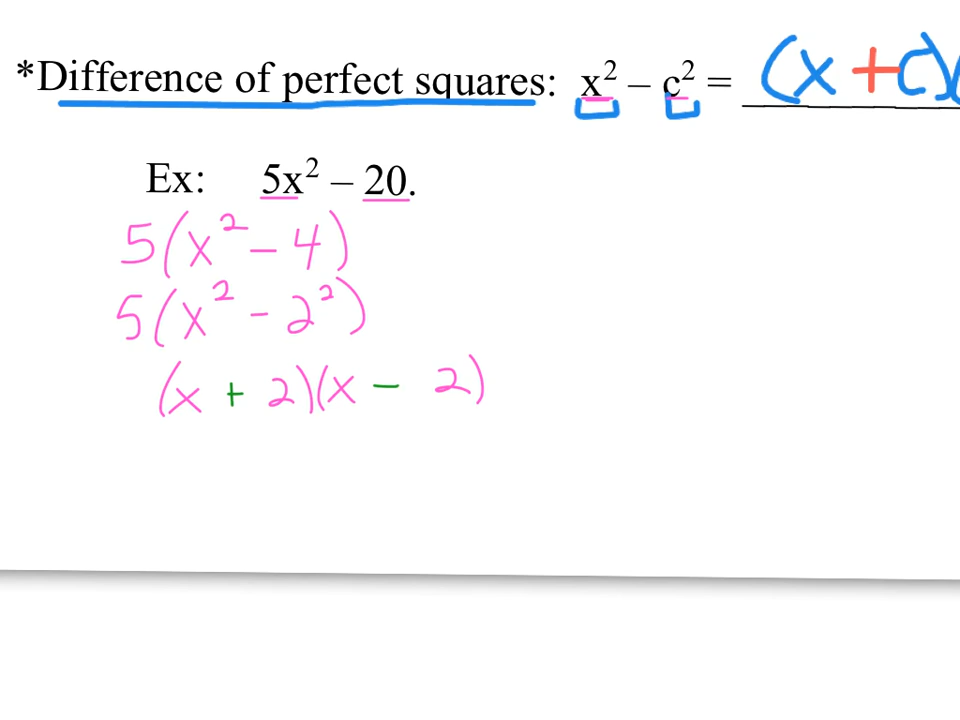 *Difference of perfect squares: x² – c² = (x + c)(
Ex: 5x² – 20.
5(x² – 4)
5(x² – 2²)
(x + 2)(x – 2)